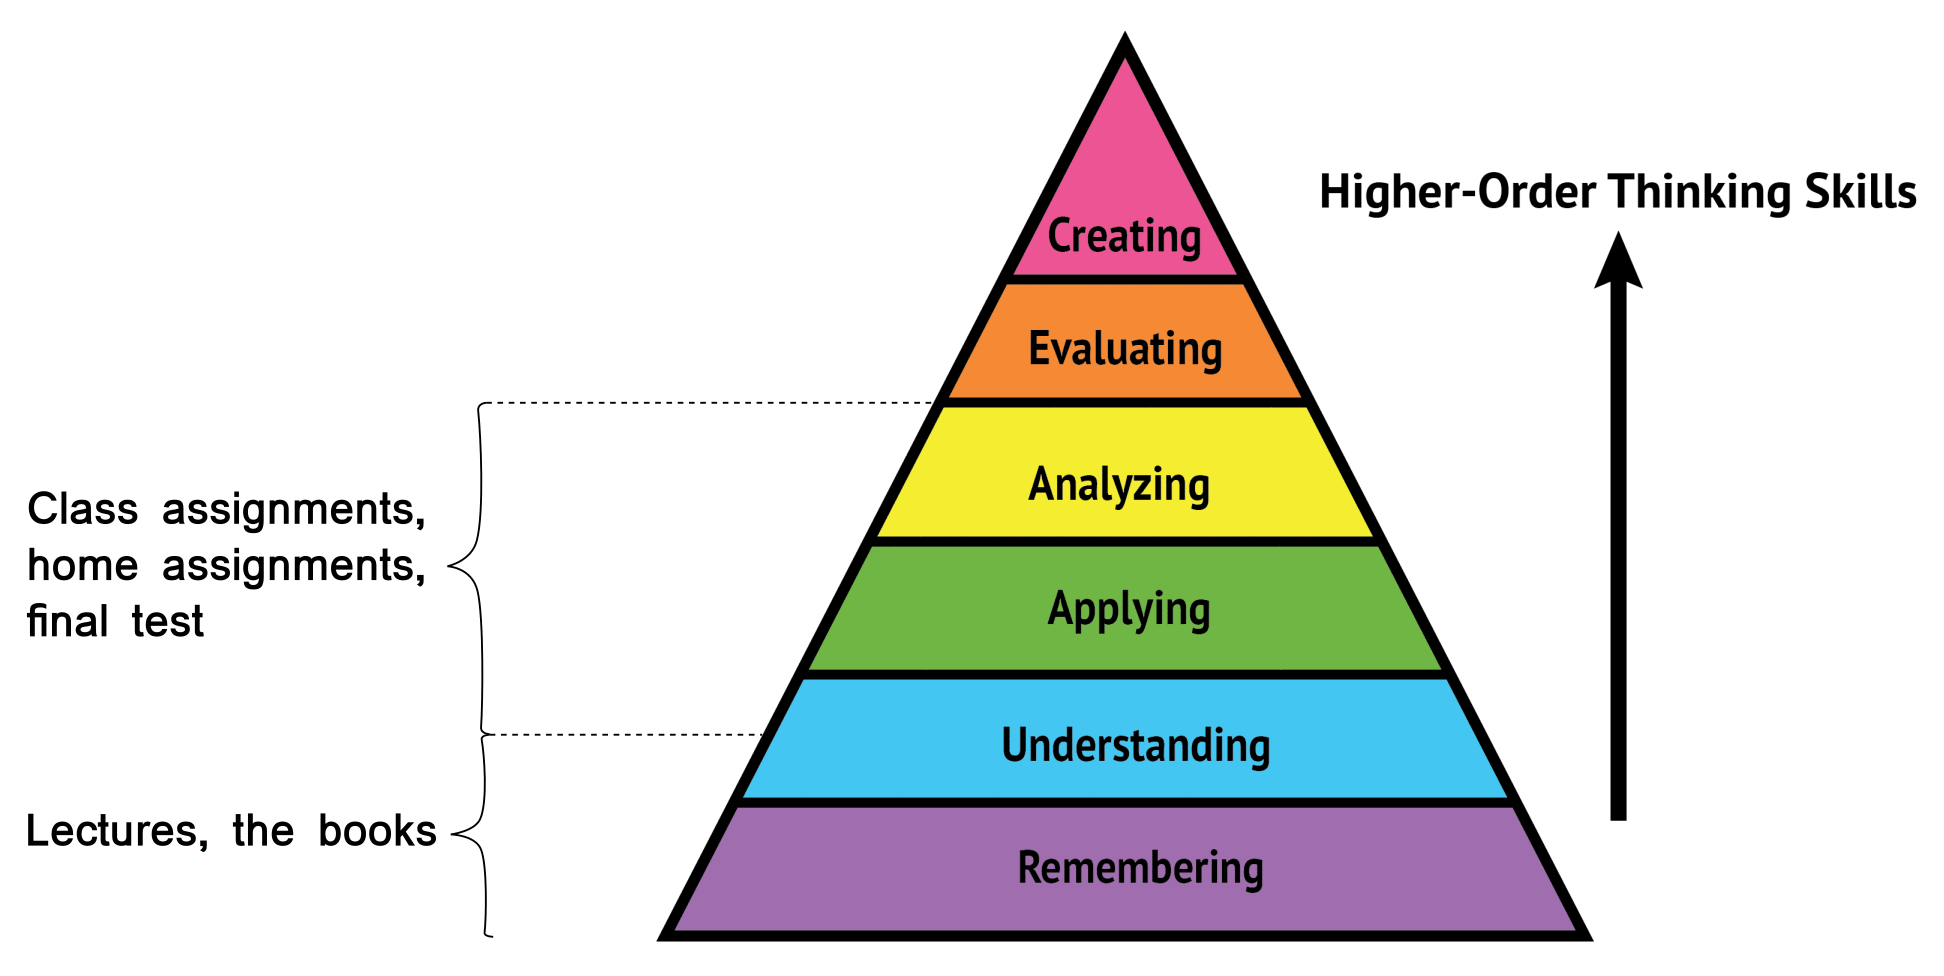 Higher-Order Thinking Skills
Creating
Evaluating
Analyzing
Applying
Understanding
Remembering
Class assignments,
home assignments,
final test
Lectures, the books